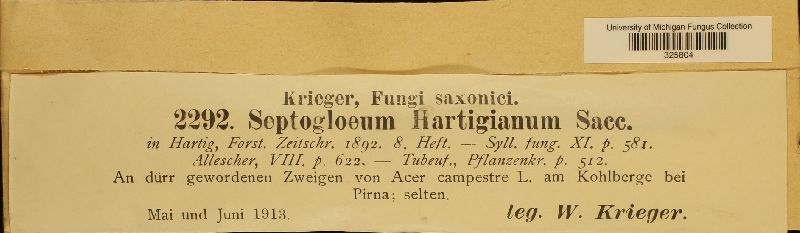 University of Michigan Fungus Collection
325804
Krieger, Fungi saxonici.
2292. Septogloeum Hartigianum Sacc.
in Hartig, Forst. Zeitschr. 1892. 8. Heft. — Syll. fung. XI. p. 581.
Allescher, VIII. p. 622. — Tubeuf., Pflanzenkr. p. 512.
An dürr gewordenen Zweigen von Acer campestre L. am Kohlberge bei
Pirna; selten.
Mai und Juni 1913. leg. W. Krieger.